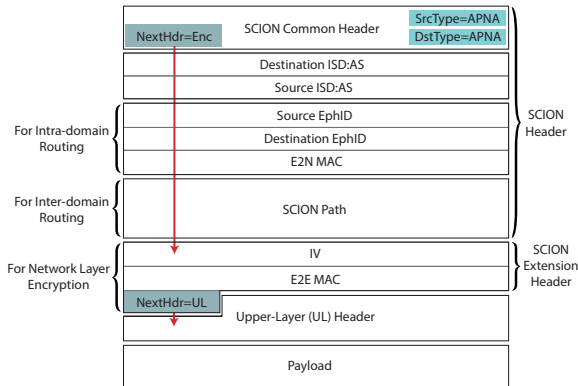 SrcType=APNA
SCION Common Header
NextHdr=Enc
DstType=APNA
Destination ISD:AS
Source ISD:AS
Source EphID
For Intra-domain
Routing
Destination EphID
SCION
Header
E2N MAC
For Inter-domain
Routing
SCION Path
IV
For Network Layer
Encryption
SCION
Extension
Header
E2E MAC
NextHdr=UL
Upper-Layer (UL) Header
Payload